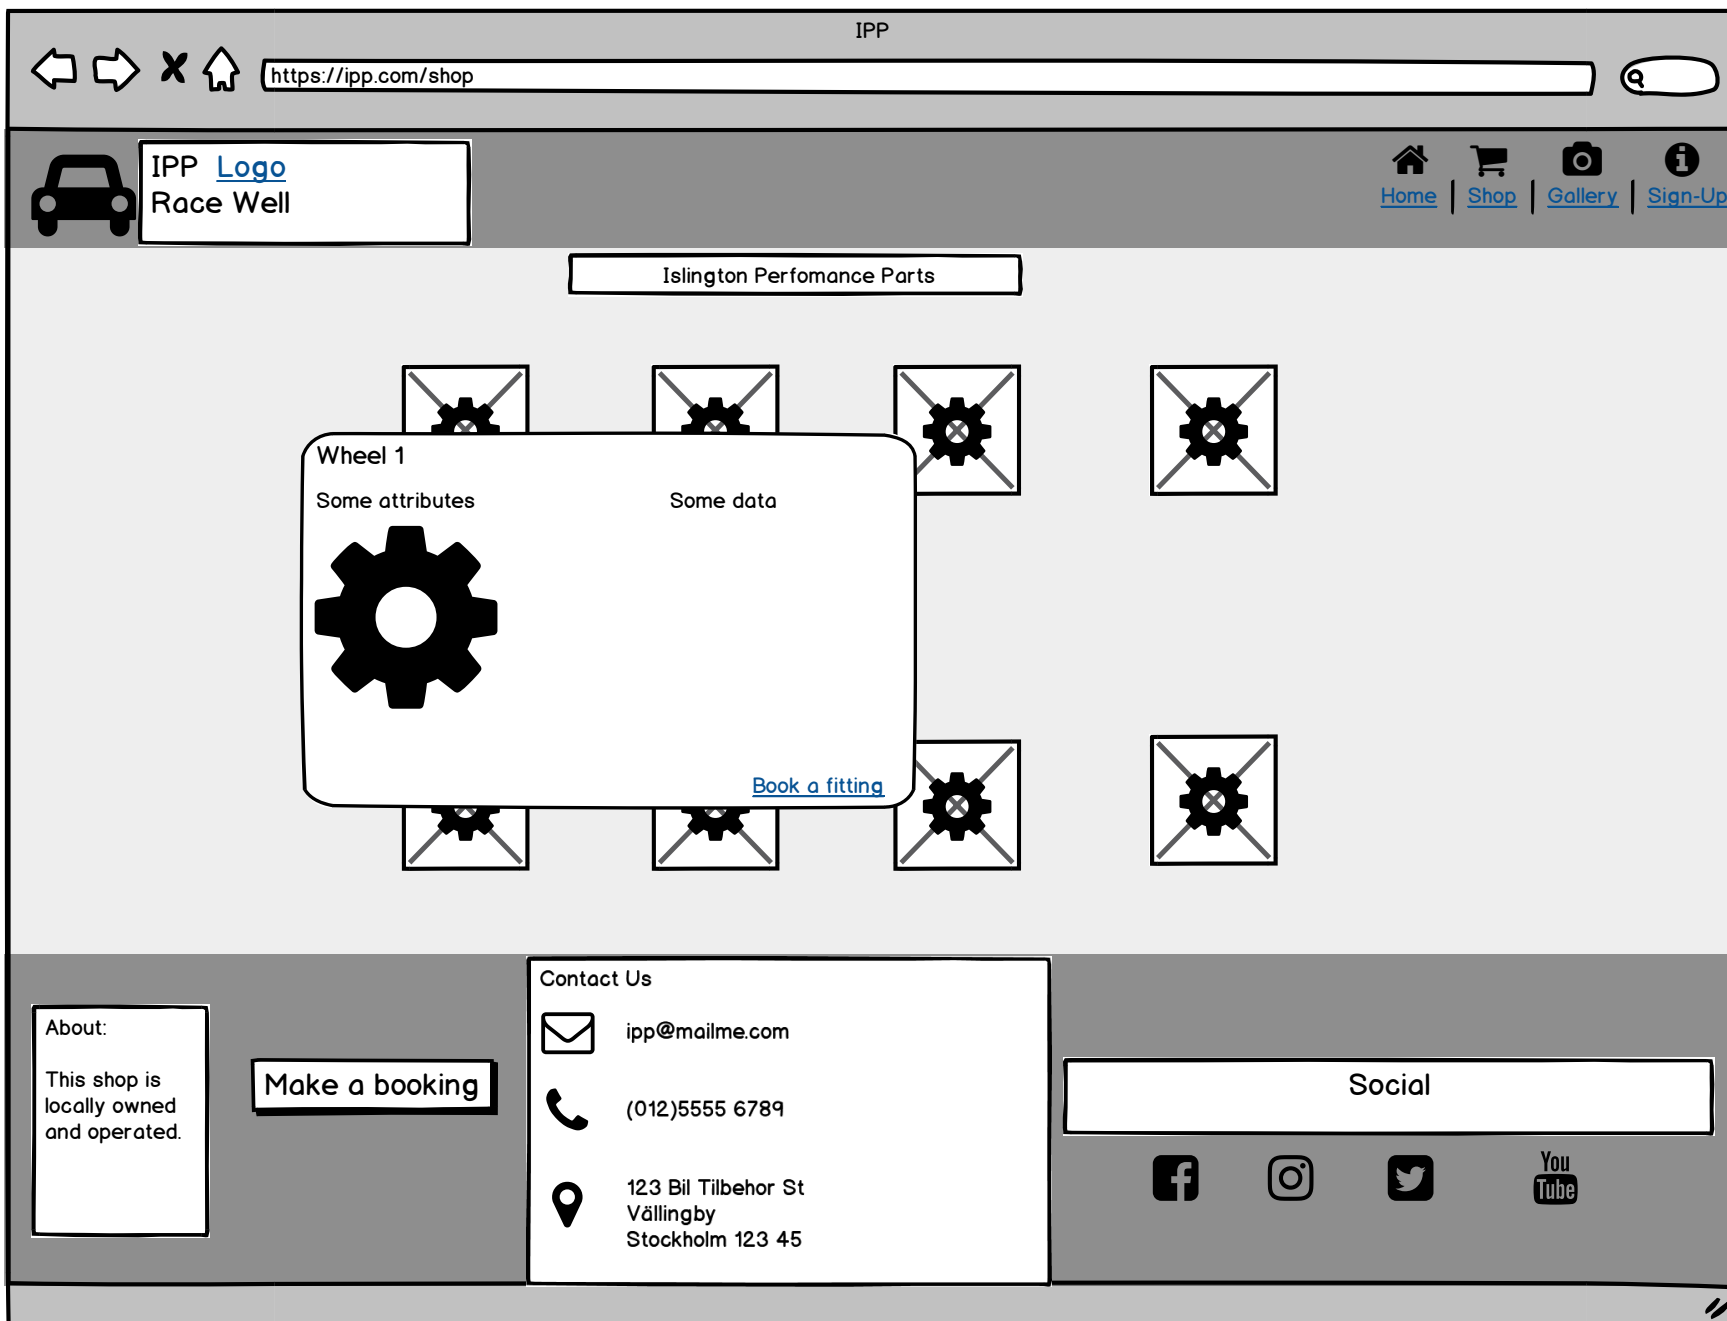 IPP
https://ipp.com/shop
IPP Logo
Race Well
Home
Shop
Gallery
Sign-Up
Islington Perfomance Parts
Wheel 1
Some attributes
Some data
Book a fitting
About:
This shop is
locally owned
and operated.
Make a booking
Contact Us
ipp@mailme.com
(012)5555 6789
123 Bil Tilbehor St
Vällingby
Stockholm 123 45
Social
You
Tube